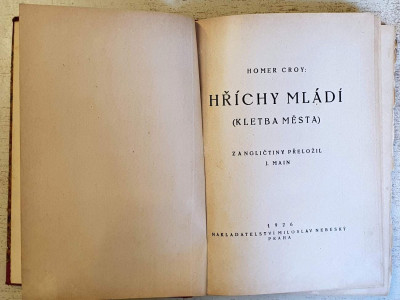 HOMER CROY:
HŘÍCHY MLÁDÍ
(KLETBA MĚSTA)
Z ANGLIČTINY PŘELOŽIL
I. MAIN
1926
NAKLADATELSTVÍ MILOSLAV NEBESKÝ
PRAHA